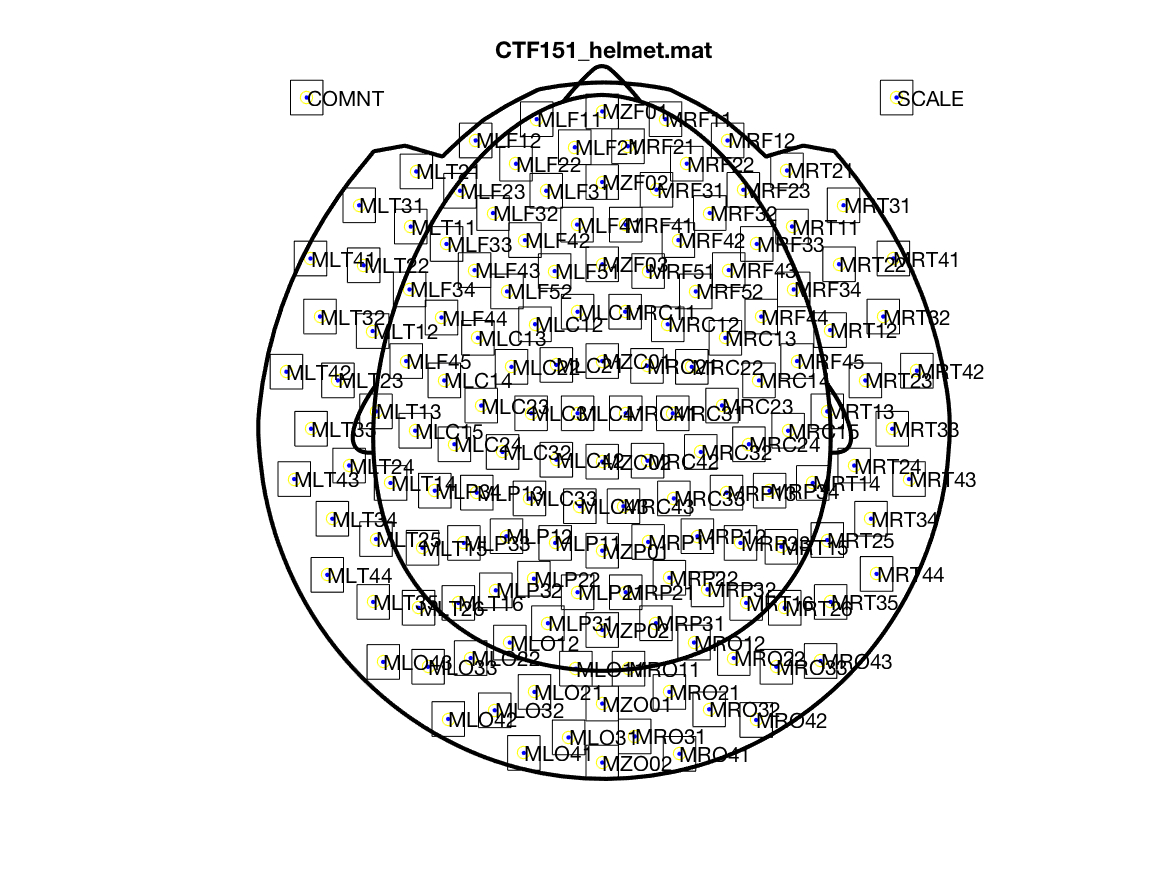 CTF151_helmet.mat
COMNT SCALE
MLF11 MZF01 MRF11
MLF12 MRF12
MLF21 MRF21
MLF22 MRF22
MLT21 MRT21
MLF23 MLF31 MZF02 MRF31 MRF23
MLT31 MRT31
MLF32 MRF32
MLT11 MLF41 MRF41 MRT11
MLF33 MLF42 MRF42 MRF33
MLT41 MRT41
MLT22 MLF43 MLF51 MZF03 MRF51 MRF43 MRT22
MLF34 MLF52 MRF52 MRF34
MLT32 MLF44 MLC11 MRC11 MRF44 MRT32
MLT12 MLC12 MRC12 MRT12
MLC13 MRC13
MLF45 MLC22 MLC21 MZC01 MRC21 MRC22 MRF45
MLT42 MRT42
MLT23 MLC14 MRC14 MRT23
MLT13 MLC23 MLC31 MLC41 MRC41 MRC31 MRC23 MRT13
MLT33 MLC15 MRC15 MRT33
MLC24 MLC32 MRC32 MRC24
MLT24 MLC42 MZC02 MRC42 MRT24
MLT43 MLT14 MRT14 MRT43
MLP34 MLP13 MLC33 MRC33 MRP13 MRP34
MLC43 MRC43
MLT34 MRT34
MLT25 MLP33 MLP12 MLP11 MRP11 MRP12 MRP33 MRT25
MLT15 MZP01 MRT15
MLT44 MLP22 MRP22 MRT44
MLP32 MLP21 MRP21 MRP32
MLT35 MLT26 MLT16 MRT16 MRT26 MRT35
MLP31 MZP02 MRP31
MLO12 MRO12
MLO43 MLO33 MLO22 MLO11 MRO11 MRO22 MRO33 MRO43
MLO21 MRO21
MLO42 MLO32 MZO01 MRO32 MRO42
MLO31 MRO31
MLO41 MZO02 MRO41